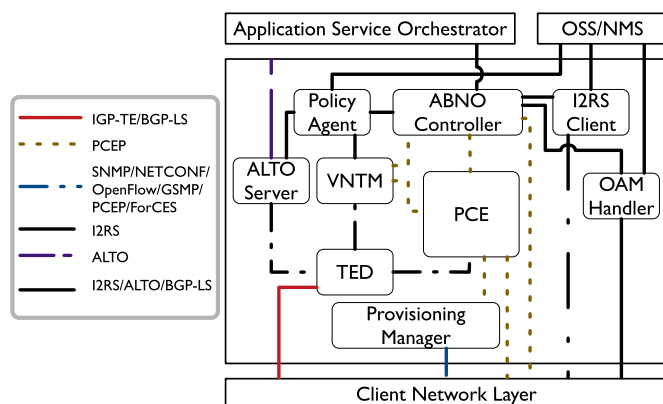 Application Service Orchestrator
OSS/NMS
IGP-TE/BGP-LS
PCEP
SNMP/NETCONF/
OpenFlow/GSMP/
PCEP/ForCES
I2RS
ALTO
I2RS/ALTO/BGP-LS
Policy
Agent
ABNO
Controller
I2RS
Client
ALTO
Server
VNTM
PCE
OAM
Handler
TED
Provisioning
Manager
Client Network Layer